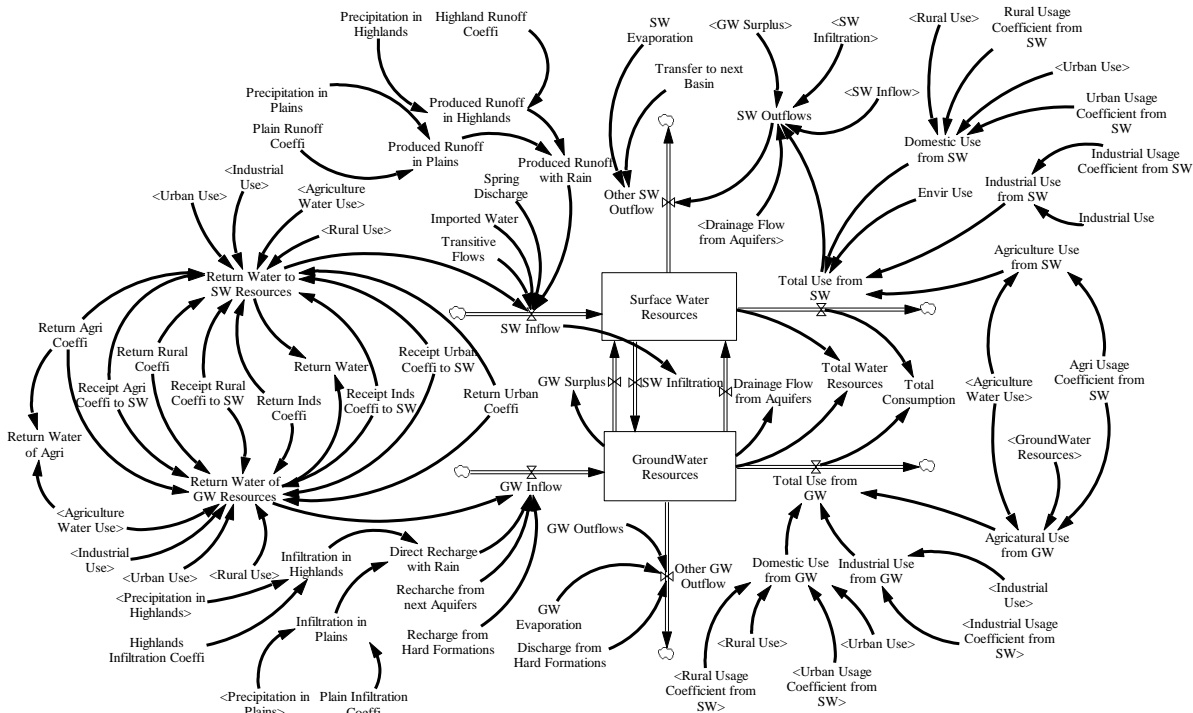 Precipitation in
Highlands
Highland Runoff
Coeffi
SW
Evaporation
<GW Surplus>
<SW
Infiltration>
<Rural Use>
Rural Usage
Coefficient from
SW
Transfer to next
Basin
<Urban Use>
Precipitation in
Plains
Produced Runoff
in Highlands
SW Outflows
<SW Inflow>
Urban Usage
Coefficient from
SW
Plain Runoff
Coeffi
Produced Runoff
in Plains
Produced Runoff
with Rain
Domestic Use
from SW
Industrial Usage
Coefficient from SW
<Industrial
Use>
<Urban Use>
<Agriculture
Water Use>
Spring
Discharge
Other SW
Outflow
Envir Use
Industrial Use
from SW
Industrial Use
<Rural Use>
Imported Water
Transitive
Flows
<Drainage Flow
from Aquifers>
Return Water to
SW Resources
Total Use from
SW
Agriculture Use
from SW
Surface Water
Resources
SW Inflow
Return Agri
Coeffi
Return Rural
Coeffi
Return Water
Receipt Urban
Coeffi to SW
Receipt Agri
Coeffi to SW
Receipt Rural
Coeffi to SW
Return Inds
Coeffi
Receipt Inds
Coeffi to SW
Return Urban
Coeffi
GW Surplus
SW Infiltration
Drainage Flow
from Aquifers
Total Water
Resources
Total
Consumption
<Agriculture
Water Use>
Agri Usage
Coefficient from
SW
Return Water
of Agri
<GroundWater
Resources>
GroundWater
Resources
Return Water of
GW Resources
GW Inflow
Total Use from
GW
<Agriculture
Water Use>
<Industrial
Use>
<Urban Use>
<Rural Use>
Infiltration in
Highlands
Direct Recharge
with Rain
GW Outflows
Agricatural Use
from GW
Other GW
Outflow
Domestic Use
from GW
Industrial Use
from GW
<Precipitation in
Highlands>
Recharche from
next Aquifers
GW
Evaporation
<Industrial
Use>
Highlands
Infiltration Coeffi
Infiltration
in Plains
Recharge from
Hard Formations
Discharge from
Hard Formations
<Rural Use>
<Urban Use>
<Industrial Usage
Coefficient from
SW>
<Rural Usage
Coefficient from
SW>
<Urban Usage
Coefficient from
SW>
<Precipitation in
Plains>
Plain Infiltration
Coeffi